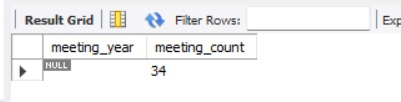 Result Grid Filter Rows: Exp
meeting_year meeting_count
NULL 34